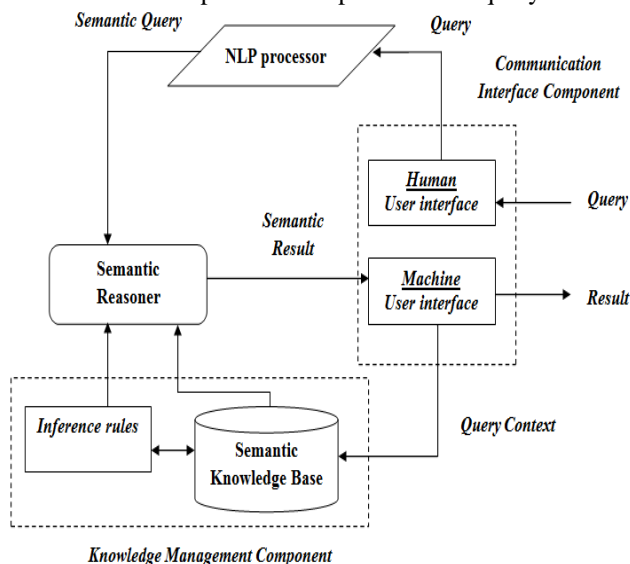 Semantic Query
Query
NLP processor
Communication
Interface Component
Human
User interface
Query
Semantic
Result
Semantic
Reasoner
Machine
User interface
Result
Inference rules
Semantic
Knowledge Base
Query Context
Knowledge Management Component